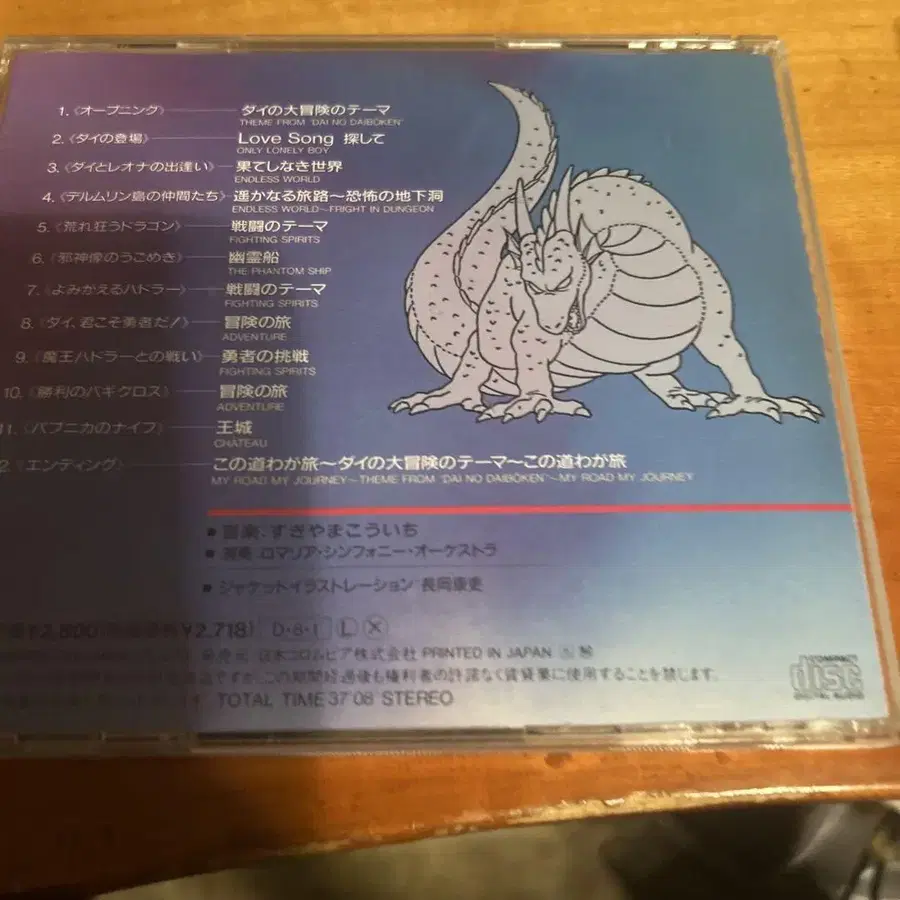 1.《オープニング》 ダイの大冒険のテーマ
THEME FROM "DAI NO DAIBOKEN"
2.《ダイの登場》 Love Song 探して
ONLY LONELY BOY
3.《ダイとレオナの出逢い》 果てしなき世界
ENDLESS WORLD
4.《デルムリン島の仲間たち》 遥かなる旅路〜恐怖の地下洞
ENDLESS WORLD〜FRIGHT IN DUNGEON
5.《荒れ狂うドラゴン》 戦闘のテーマ
FIGHTING SPIRITS
6.《邪神像のうごめき》 幽霊船
THE PHANTOM SHIP
7.《よみがえるハドラー》 戦闘のテーマ
FIGHTING SPIRITS
8.《ダイ、君こそ勇者だ!》 冒険の旅
ADVENTURE
9.《魔王ハドラーとの戦い》 勇者の挑戦
FIGHTING SPIRITS
10.《勝利のバギクロス》 冒険の旅
ADVENTURE
11.《パプニカのナイフ》 王城
CHÂTEAU
2.《エンディング》 この道わが旅〜ダイの大冒険のテーマ〜この道わが旅
MY ROAD MY JOURNEY〜THEME FROM "DAI NO DAIBOKEN"〜MY ROAD MY JOURNEY
■ 音楽:すぎやまこういち
■ 演奏 ロマリア・シンフォニー・オーケストラ
■ ジャケットイラストレーション
¥2,800 ¥2,718) D・8・1 L X
日本コロムビア株式会社 PRINTED IN JAPAN
ですが、この期間経過後も権利者の許諾なく賃貸業に使用することを禁じます。
TOTAL TIME 37'08 STEREO
COMPACT
disc
DIGITAL AUDIO